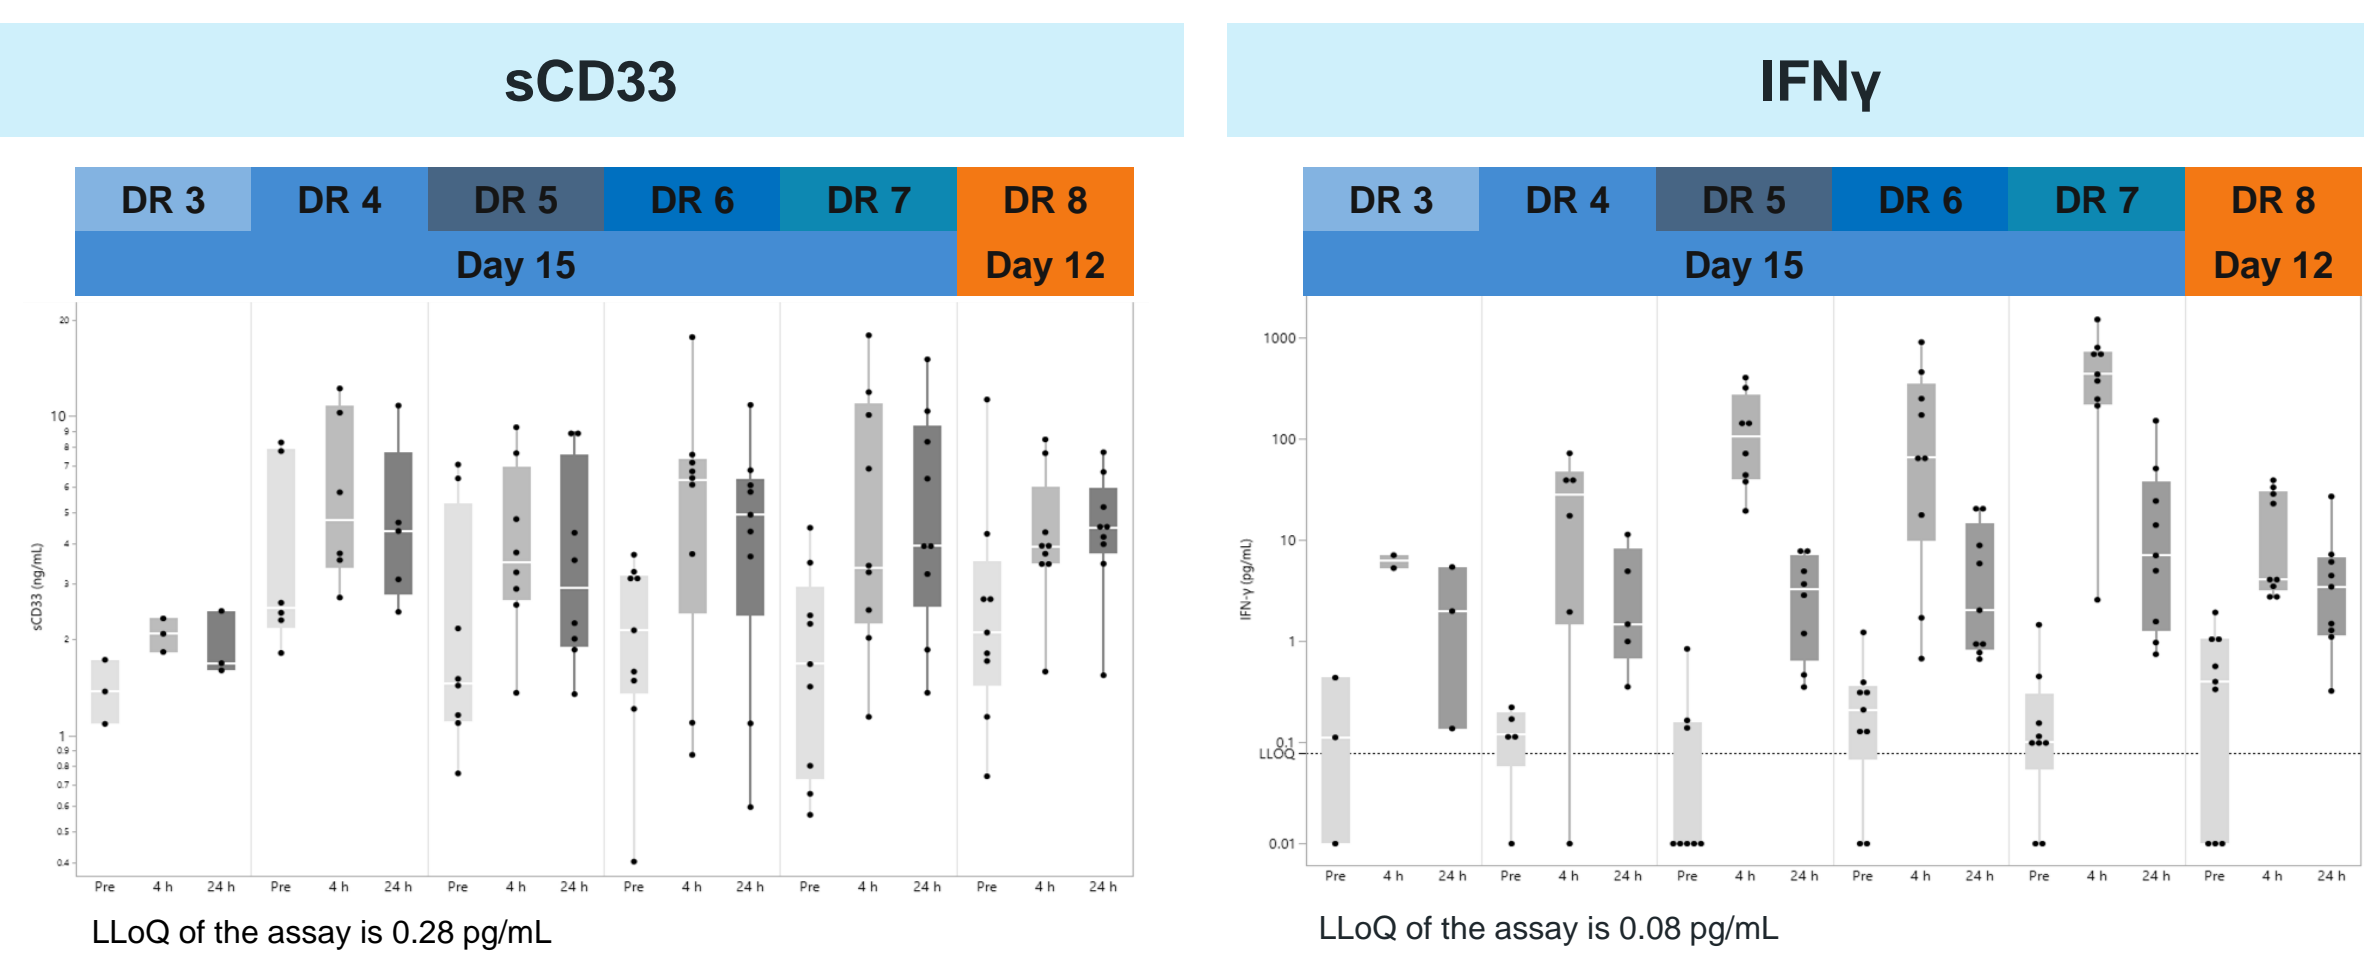 sCD33
DR 3 DR 4 DR 5 DR 6 DR 7 DR 8
Day 15 Day 12
sCD33 (ng/mL)
20
10
9
8
7
6
5
4
3
2
1
0.9
0.8
0.7
0.6
0.5
0.4
Pre 4 h 24 h Pre 4 h 24 h Pre 4 h 24 h Pre 4 h 24 h Pre 4 h 24 h Pre 4 h 24 h
LLoQ of the assay is 0.28 pg/mL
IFNγ
DR 3 DR 4 DR 5 DR 6 DR 7 DR 8
Day 15 Day 12
IFN-γ (pg/mL)
1000
100
10
1
0.1
LLOQ
0.01
Pre 4 h 24 h Pre 4 h 24 h Pre 4 h 24 h Pre 4 h 24 h Pre 4 h 24 h Pre 4 h 24 h
LLoQ of the assay is 0.08 pg/mL